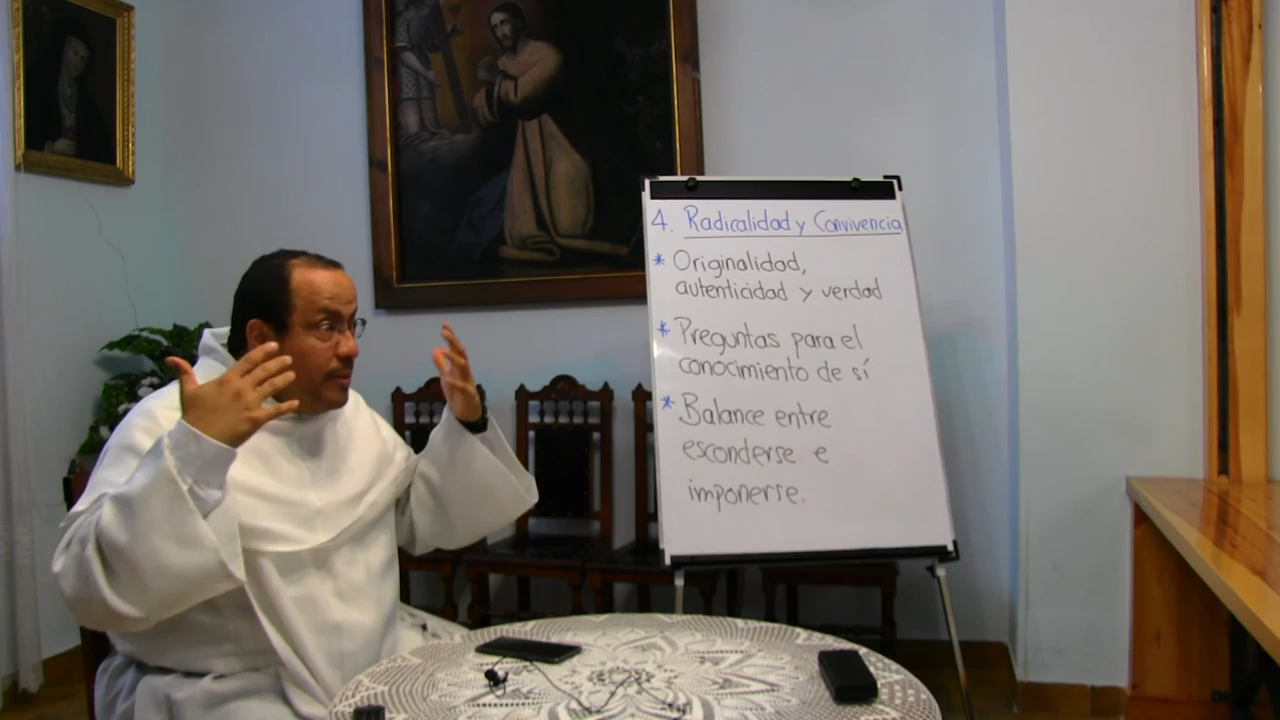 4. Radicalidad y Convivencia
* Originalidad,
autenticidad y verdad
* Preguntas para el
conocimiento de sí
* Balance entre
esconderse e
imponerse.